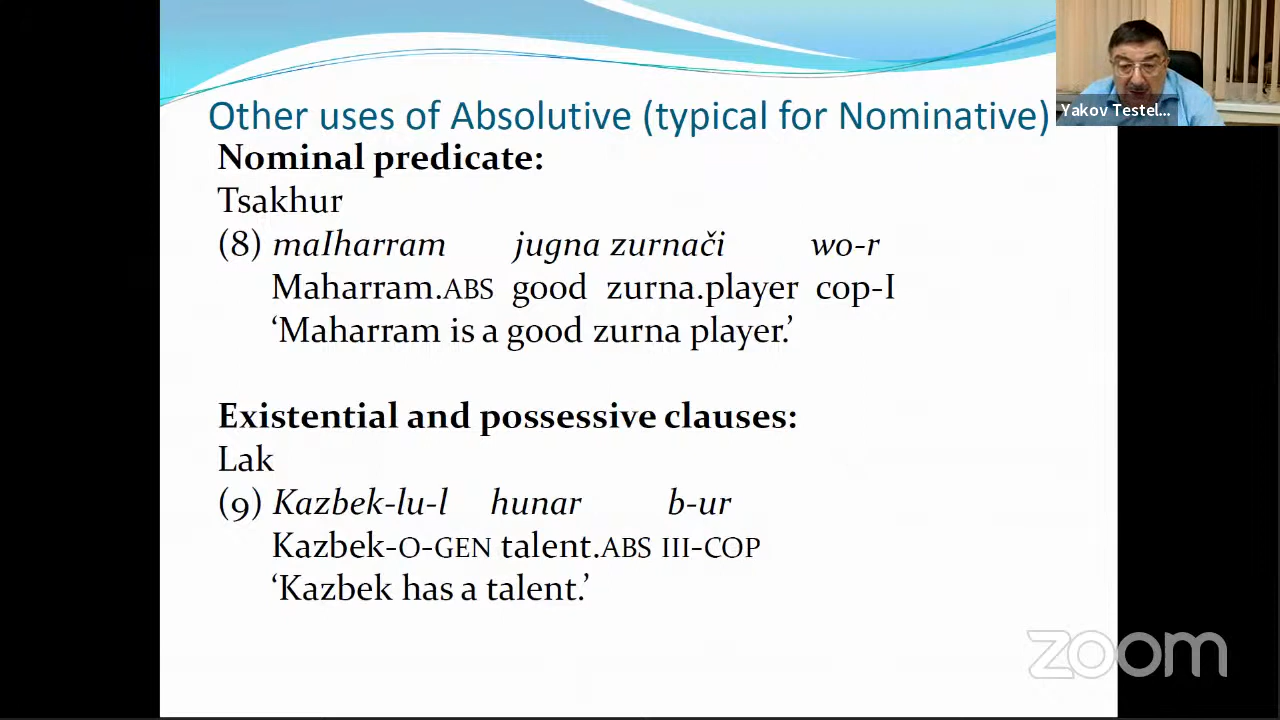 Other uses of Absolutive (typical for Nominative)
Yakov Testel...
Nominal predicate:
Tsakhur
(8) maIharram jugna zurnači wo-r
Maharram.ABS good zurna.player cop-I
‘Maharram is a good zurna player.’
Existential and possessive clauses:
Lak
(9) Kazbek-lu-l hunar b-ur
Kazbek-O-GEN talent.ABS III-COP
‘Kazbek has a talent.’
zoom